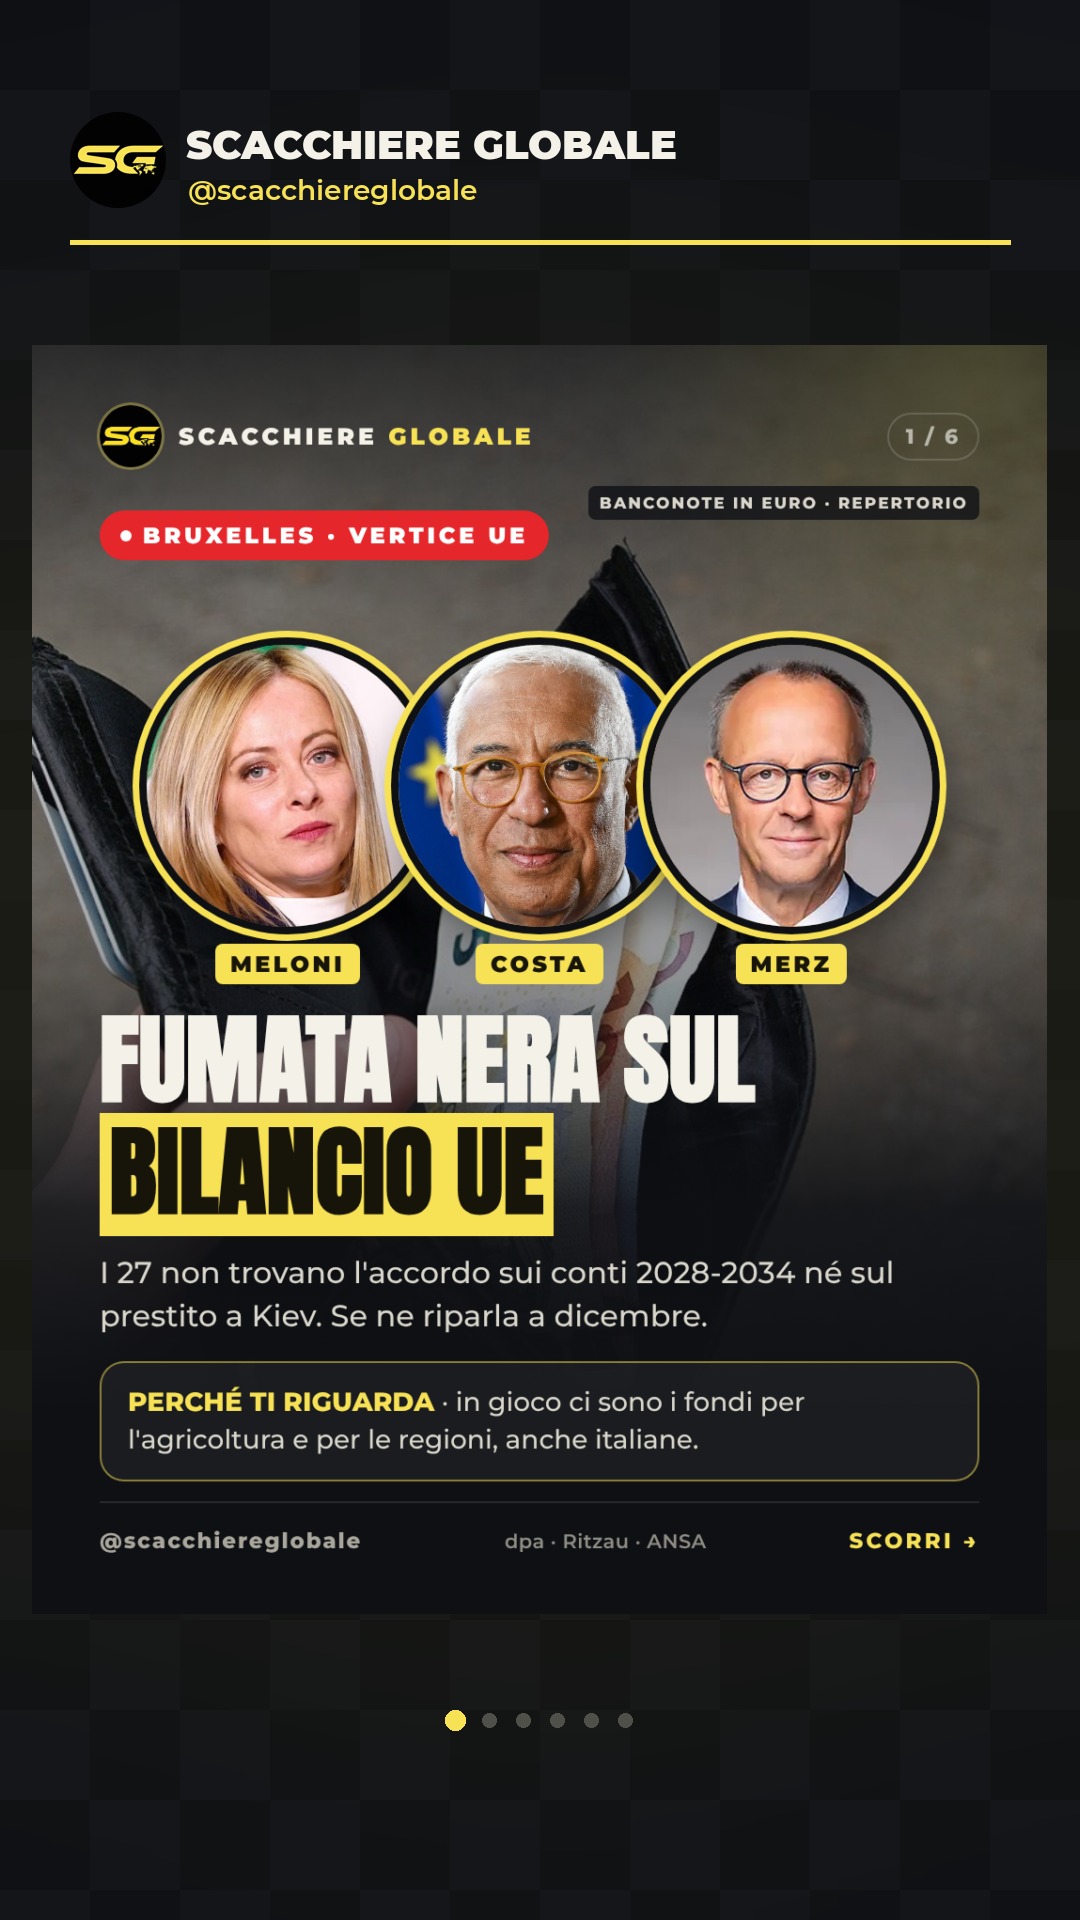 SG
SCACCHIERE GLOBALE
@scacchiereglobale
SG
SCACCHIERE GLOBALE
1 / 6
BANCONOTE IN EURO · REPERTORIO
BRUXELLES · VERTICE UE
MELONI
COSTA
MERZ
FUMATA NERA SUL
BILANCIO UE
I 27 non trovano l'accordo sui conti 2028-2034 né sul
prestito a Kiev. Se ne riparla a dicembre.
PERCHÉ TI RIGUARDA · in gioco ci sono i fondi per
l'agricoltura e per le regioni, anche italiane.
@scacchiereglobale
dpa · Ritzau · ANSA
SCORRI →